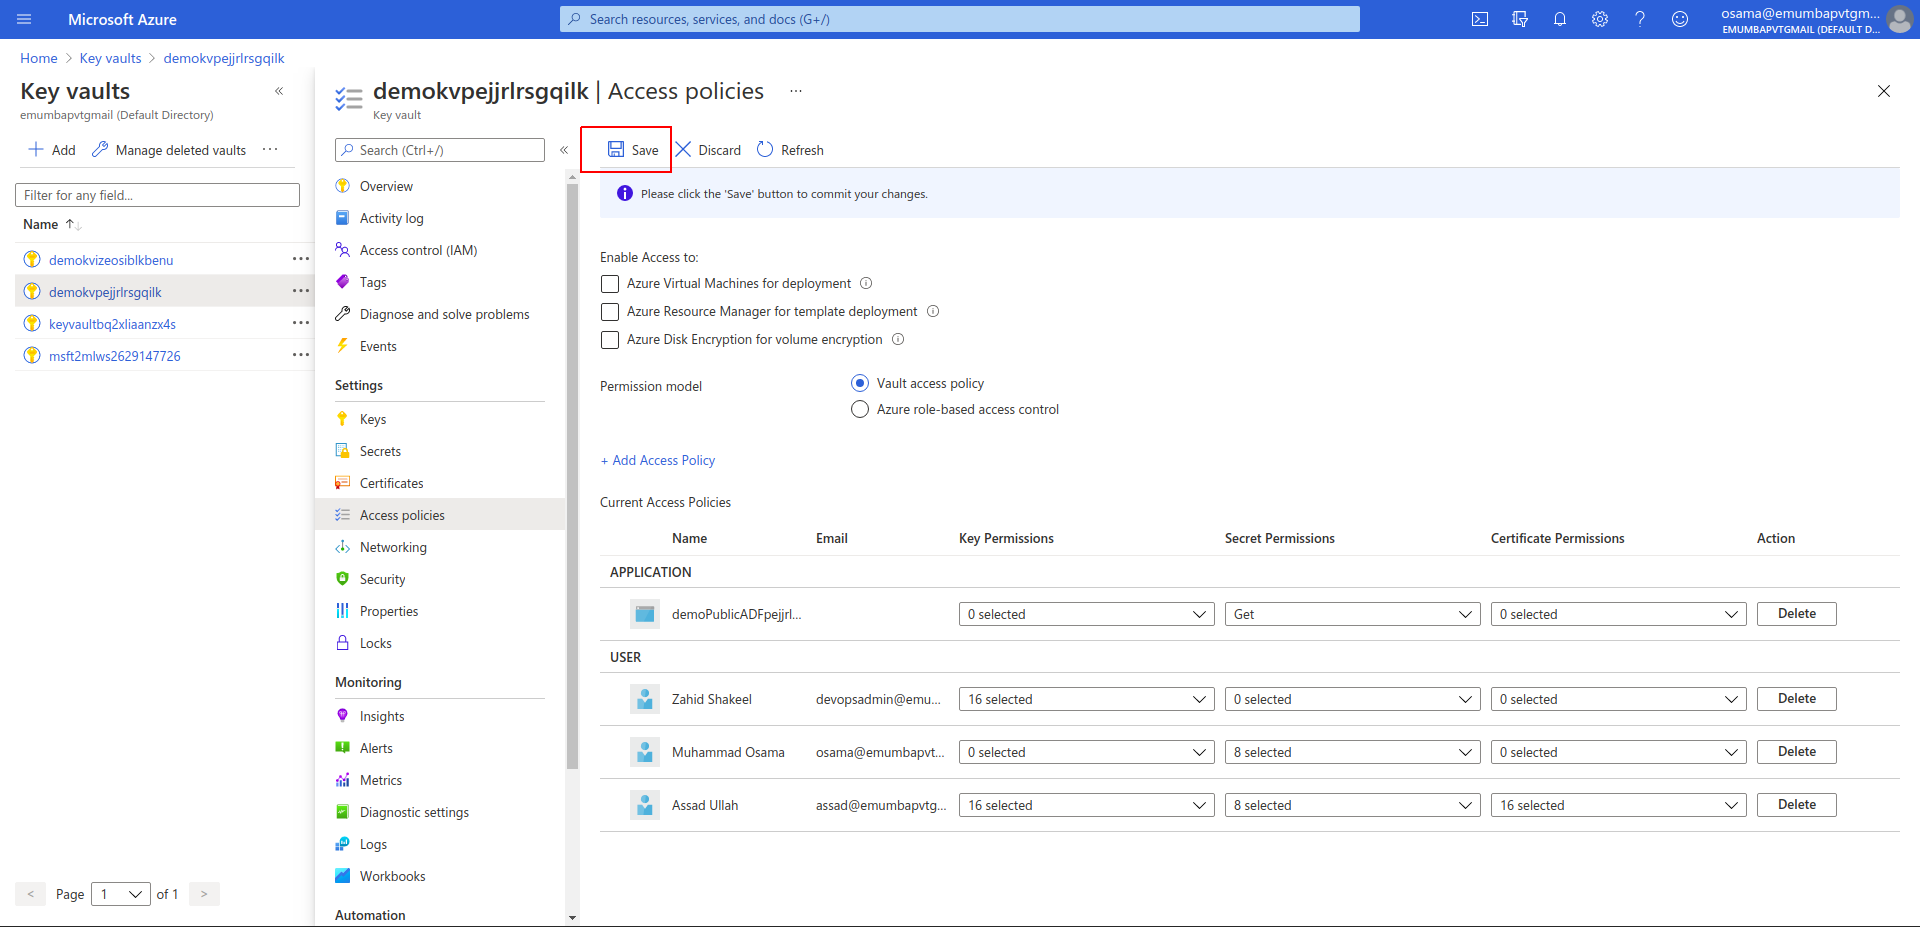 Microsoft Azure
Search resources, services, and docs (G+/)
osama@emumbapvtgm...
EMUMBAPVTGMAIL (DEFAULT D...
Home > Key vaults > demokvpejjrlrsgqilk
Key vaults
emumbapvtgmail (Default Directory)
Add
Manage deleted vaults
Filter for any field...
Name
demokvizeosiblkbenu
demokvpejjrlrsgqilk
keyvaultbq2xliaanzx4s
msft2mlws2629147726
< Page 1 of 1 >
demokvpejjrlrsgqilk | Access policies
Key vault
Search (Ctrl+/)
Overview
Activity log
Access control (IAM)
Tags
Diagnose and solve problems
Events
Settings
Keys
Secrets
Certificates
Access policies
Networking
Security
Properties
Locks
Monitoring
Insights
Alerts
Metrics
Diagnostic settings
Logs
Workbooks
Automation
Save Discard Refresh
Please click the 'Save' button to commit your changes.
Enable Access to:
Azure Virtual Machines for deployment
Azure Resource Manager for template deployment
Azure Disk Encryption for volume encryption
Permission model
Vault access policy
Azure role-based access control
+ Add Access Policy
Current Access Policies
Name Email Key Permissions Secret Permissions Certificate Permissions Action
APPLICATION
demoPublicADFpejjrl... 0 selected Get 0 selected Delete
USER
Zahid Shakeel devopsadmin@emu... 16 selected 0 selected 0 selected Delete
Muhammad Osama osama@emumbapvt... 0 selected 8 selected 0 selected Delete
Assad Ullah assad@emumbapvtg... 16 selected 8 selected 16 selected Delete